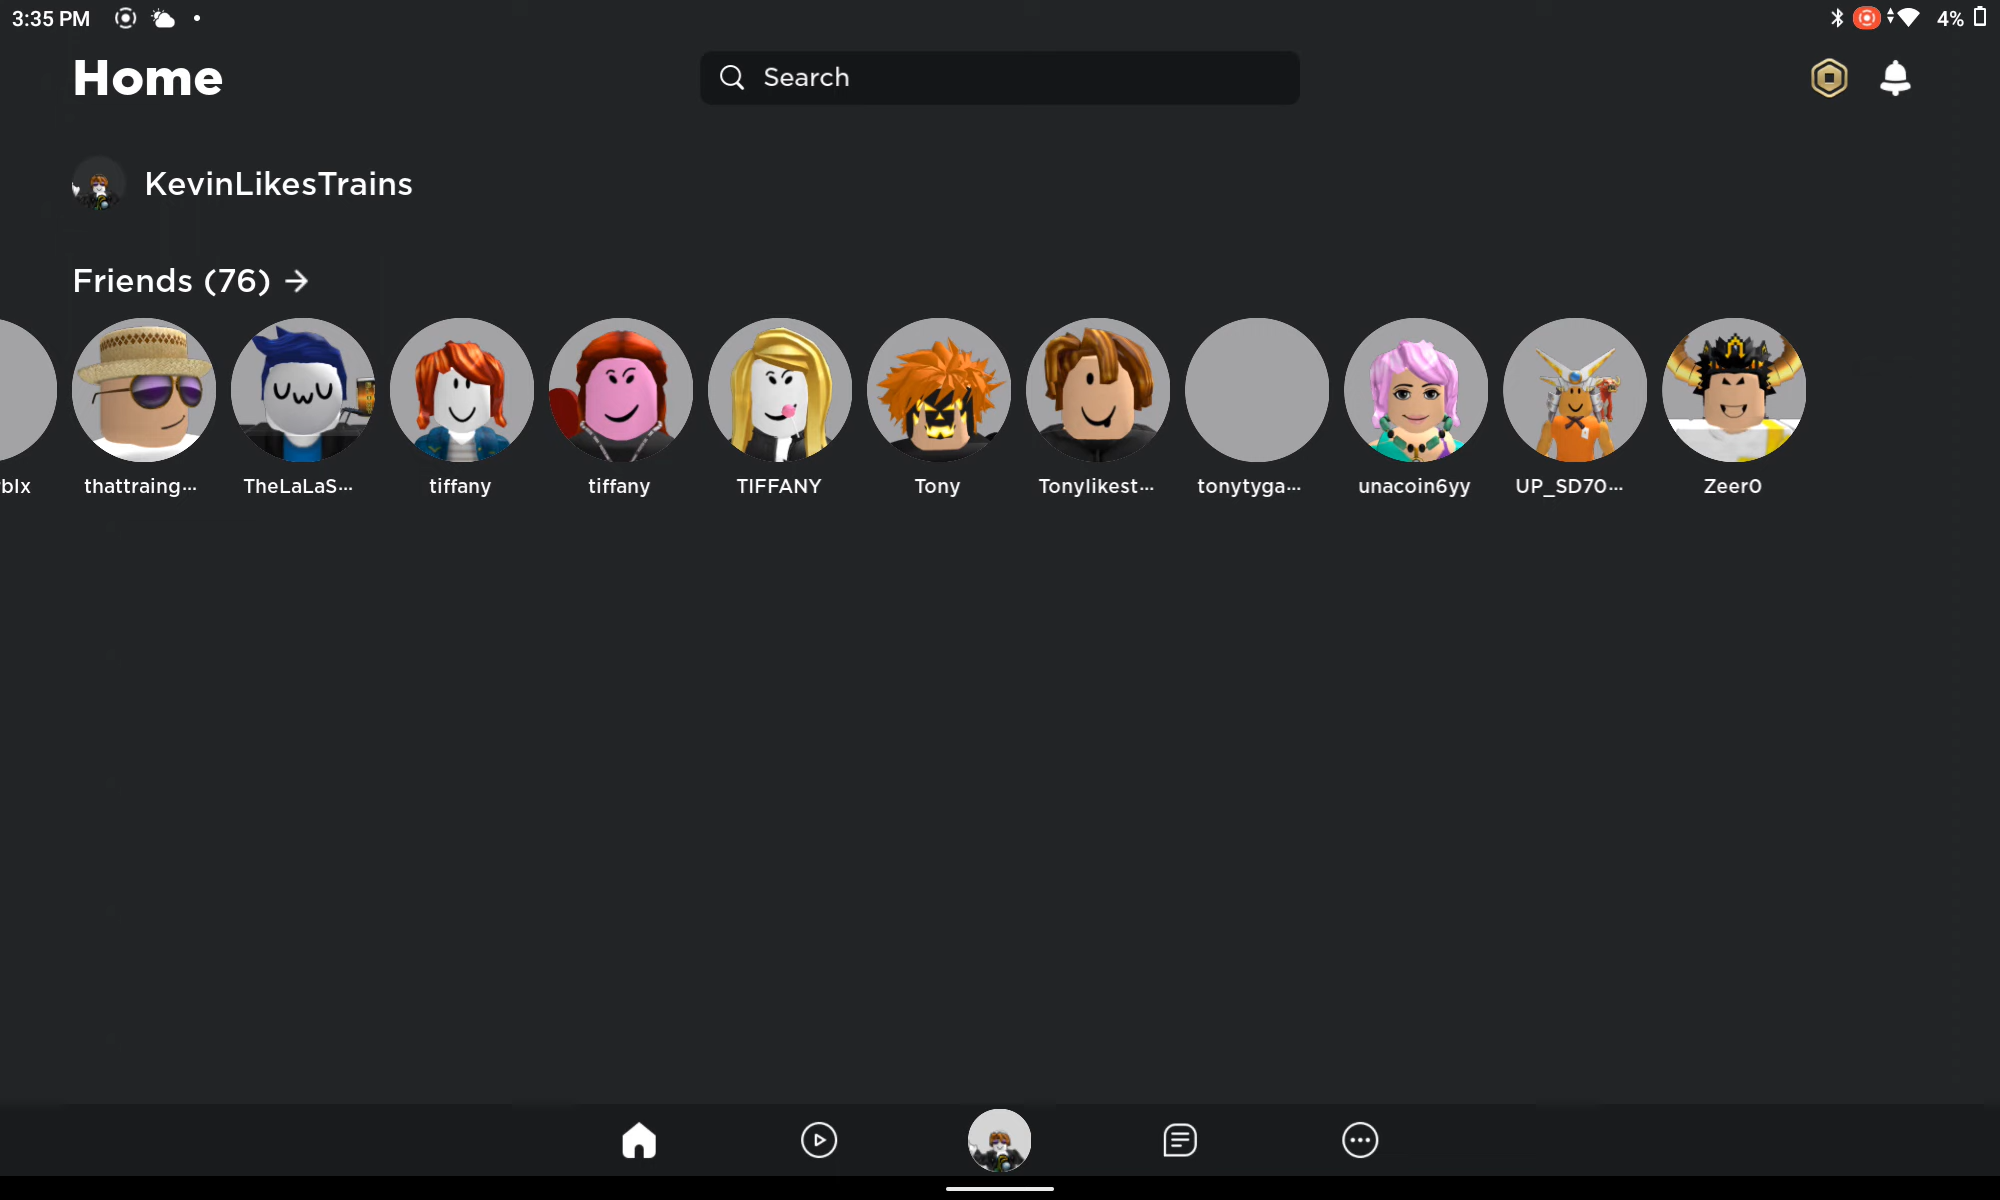 3:35 PM
4%
Home
Search
KevinLikesTrains
Friends (76) →
blx thattraing... TheLaLaS... tiffany tiffany TIFFANY Tony Tonylikest... tonytyga... unacoin6yy UP_SD70... Zeer0